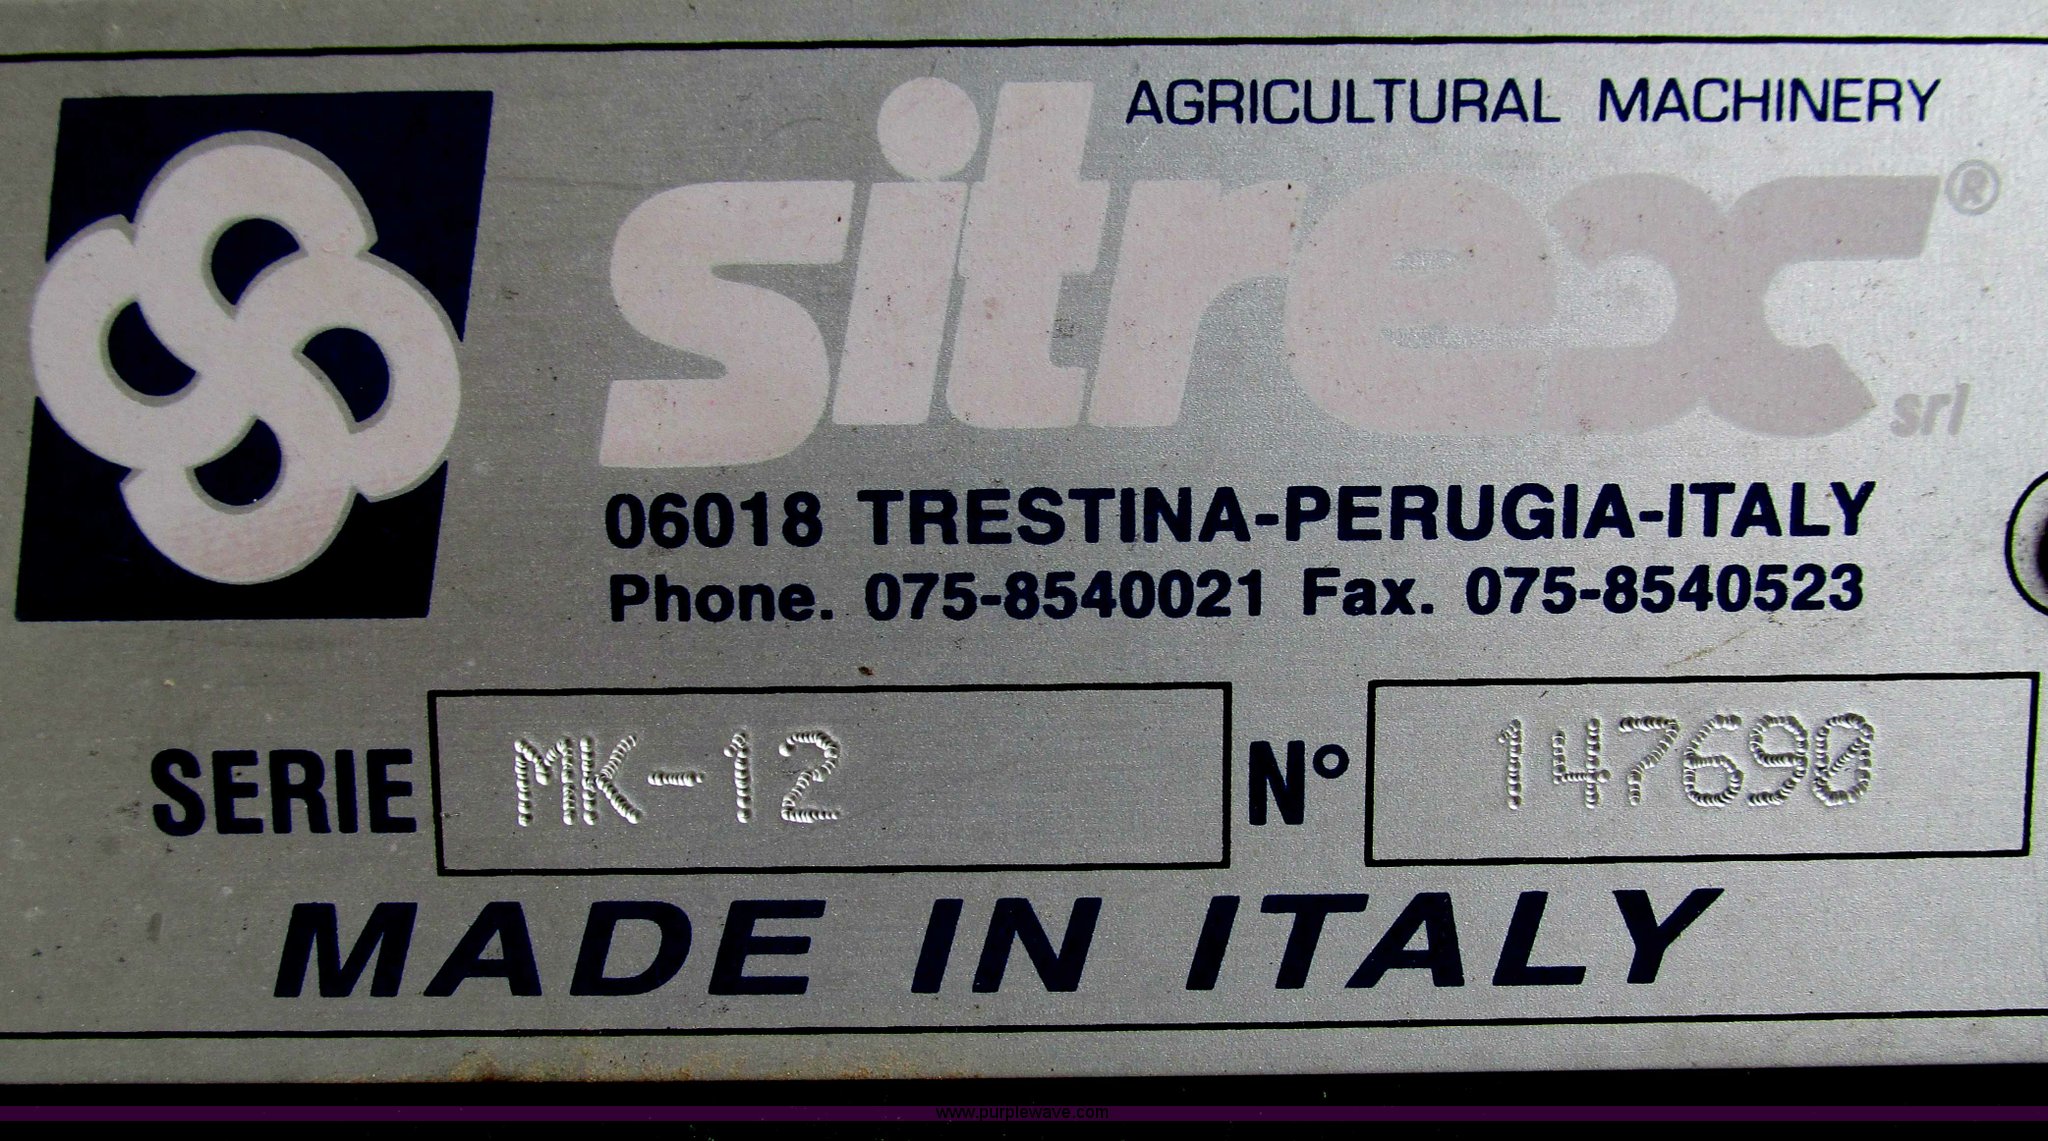 AGRICULTURAL MACHINERY
sitrex®
srl
06018 TRESTINA-PERUGIA-ITALY
Phone. 075-8540021 Fax. 075-8540523
SERIE MK-12 N° 147698
MADE IN ITALY
www.purplewave.com